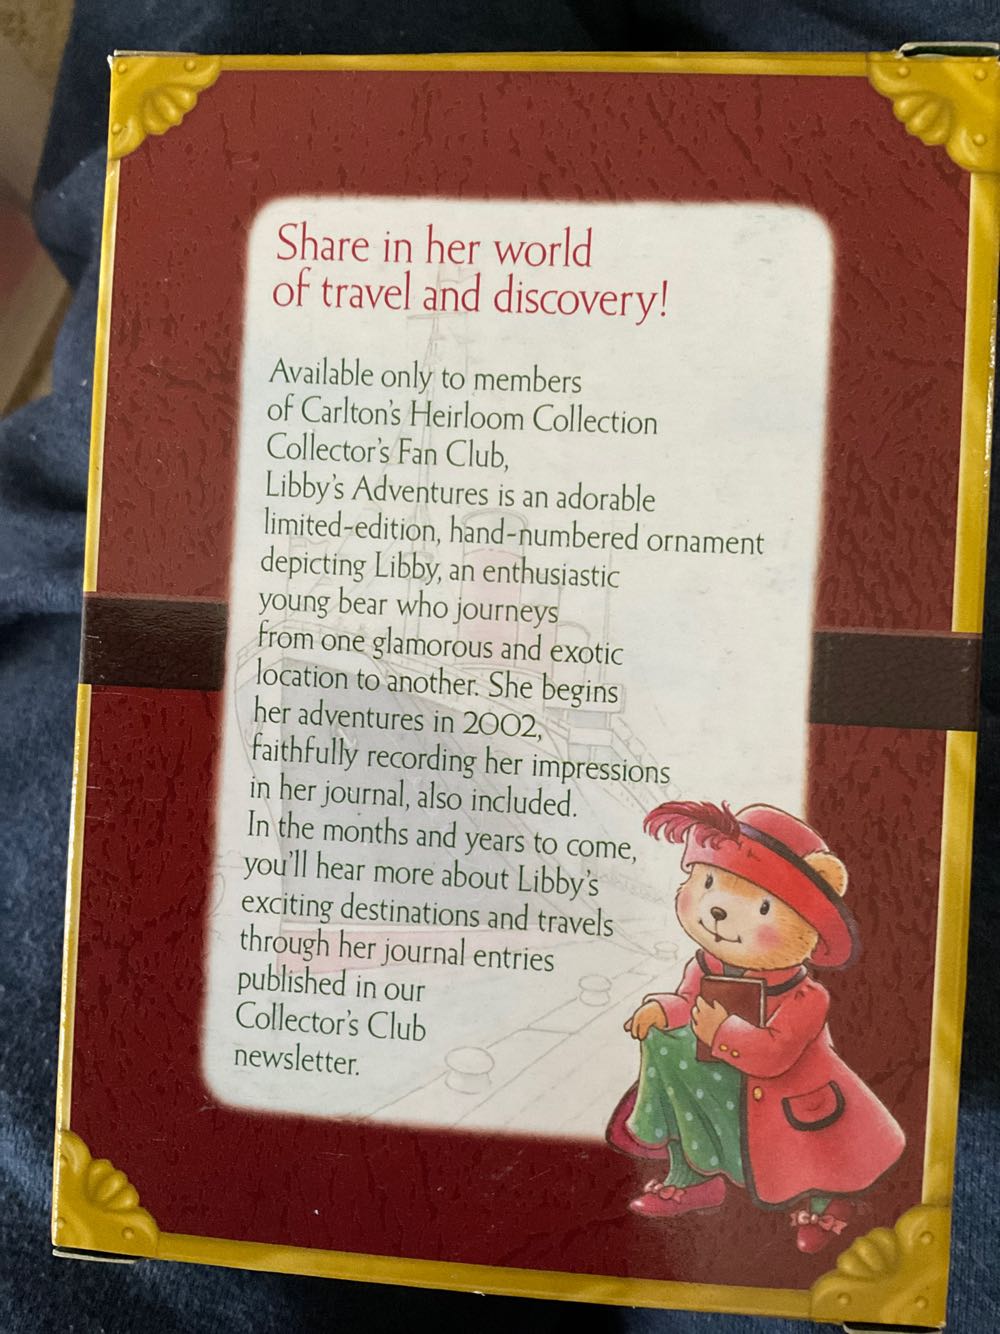 Share in her world
of travel and discovery!
Available only to members
of Carlton's Heirloom Collection
Collector's Fan Club,
Libby's Adventures is an adorable
limited-edition, hand-numbered ornament
depicting Libby, an enthusiastic
young bear who journeys
from one glamorous and exotic
location to another. She begins
her adventures in 2002,
faithfully recording her impressions
in her journal, also included.
In the months and years to come,
you'll hear more about Libby's
exciting destinations and travels
through her journal entries
published in our
Collector's Club
newsletter.